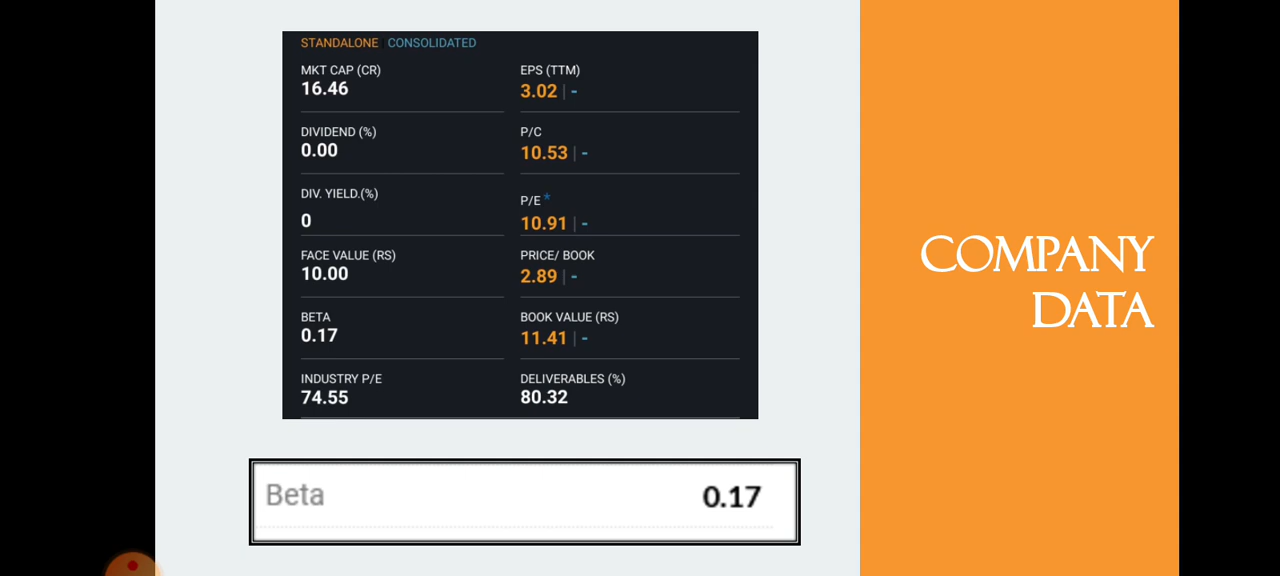 STANDALONE | CONSOLIDATED
MKT CAP (CR)
16.46
EPS (TTM)
3.02 | -
DIVIDEND (%)
0.00
P/C
10.53 | -
DIV. YIELD.(%)
0
P/E*
10.91 | -
FACE VALUE (RS)
10.00
PRICE/ BOOK
2.89 | -
BETA
0.17
BOOK VALUE (RS)
11.41 | -
INDUSTRY P/E
74.55
DELIVERABLES (%)
80.32
Beta 0.17
COMPANY
DATA